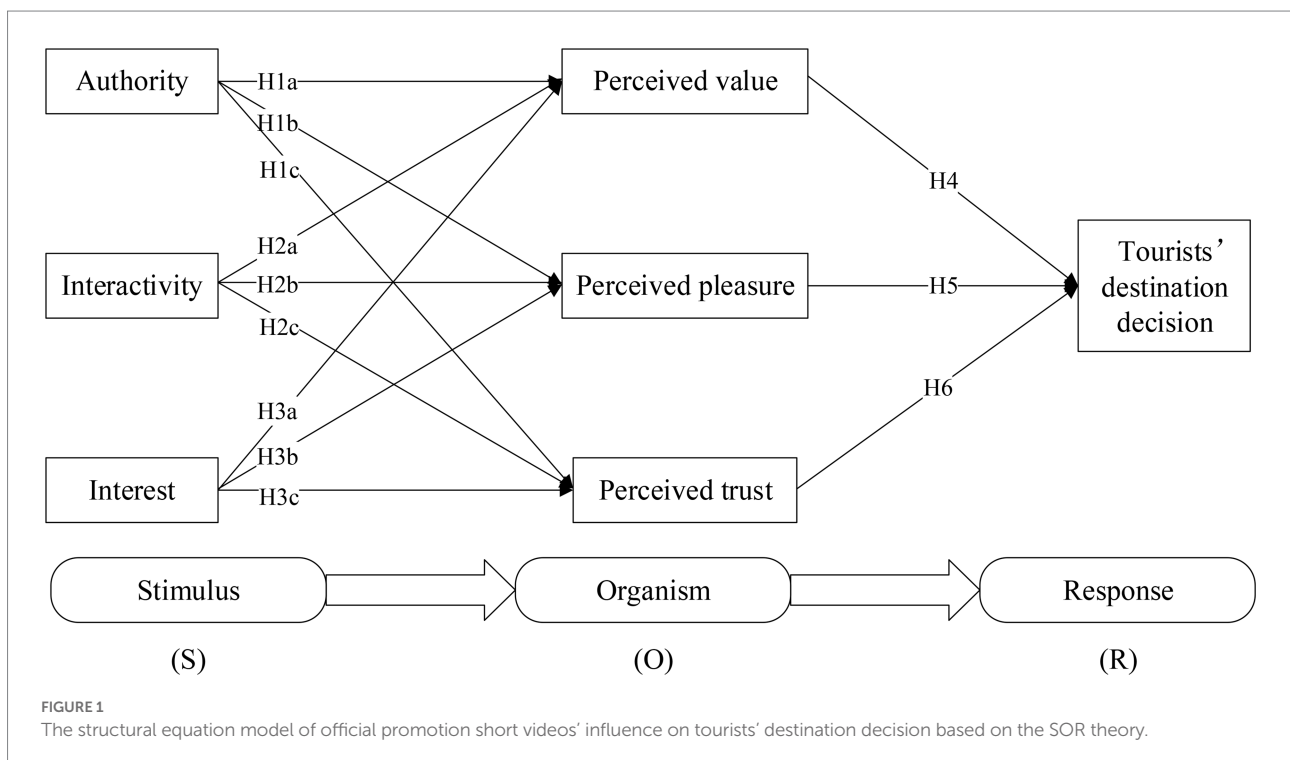 Authority
H1a
Perceived value
H1b
H1c
H4
H2a
Tourists’
Interactivity
H2b
Perceived pleasure
H5
destination
H2c
decision
H3a
H6
H3b
Interest
H3c
Perceived trust
Stimulus
Organism
Response
(S)
(O)
(R)
FIGURE 1
The structural equation model of official promotion short videos’ influence on tourists’ destination decision based on the SOR theory.